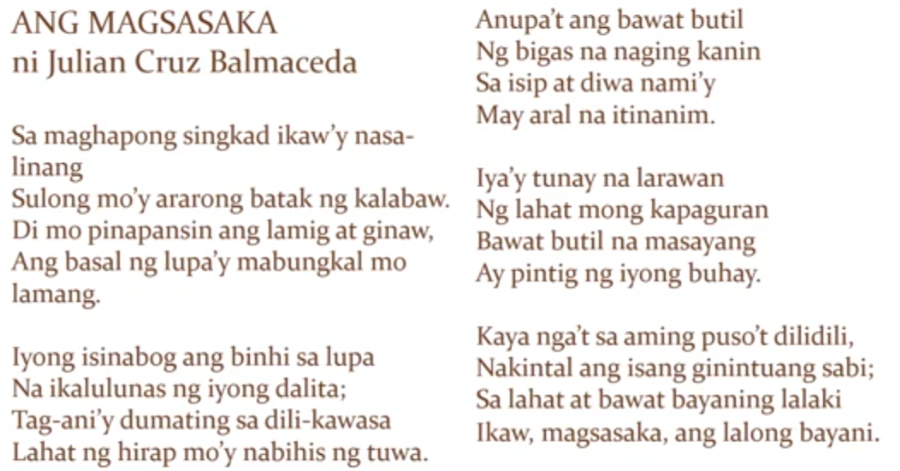 ANG MAGSASAKA
ni Julian Cruz Balmaceda
Sa maghapong singkad ikaw’y nasa-
linang
Sulong mo’y ararong batak ng kalabaw.
Di mo pinapansin ang lamig at ginaw,
Ang basal ng lupa’y mabungkal mo
lamang.
Iyong isinabog ang binhi sa lupa
Na ikalulunas ng iyong dalita;
Tag-ani’y dumating sa dili-kawasa
Lahat ng hirap mo’y nabihis ng tuwa.
Anupa’t ang bawat butil
Ng bigas na naging kanin
Sa isip at diwa nami’y
May aral na itinanim.
Iya’y tunay na larawan
Ng lahat mong kapaguran
Bawat butil na masayang
Ay pintig ng iyong buhay.
Kaya nga’t sa aming puso’t dilidili,
Nakintal ang isang ginintuang sabi;
Sa lahat at bawat bayaning lalaki
Ikaw, magsasaka, ang lalong bayani.